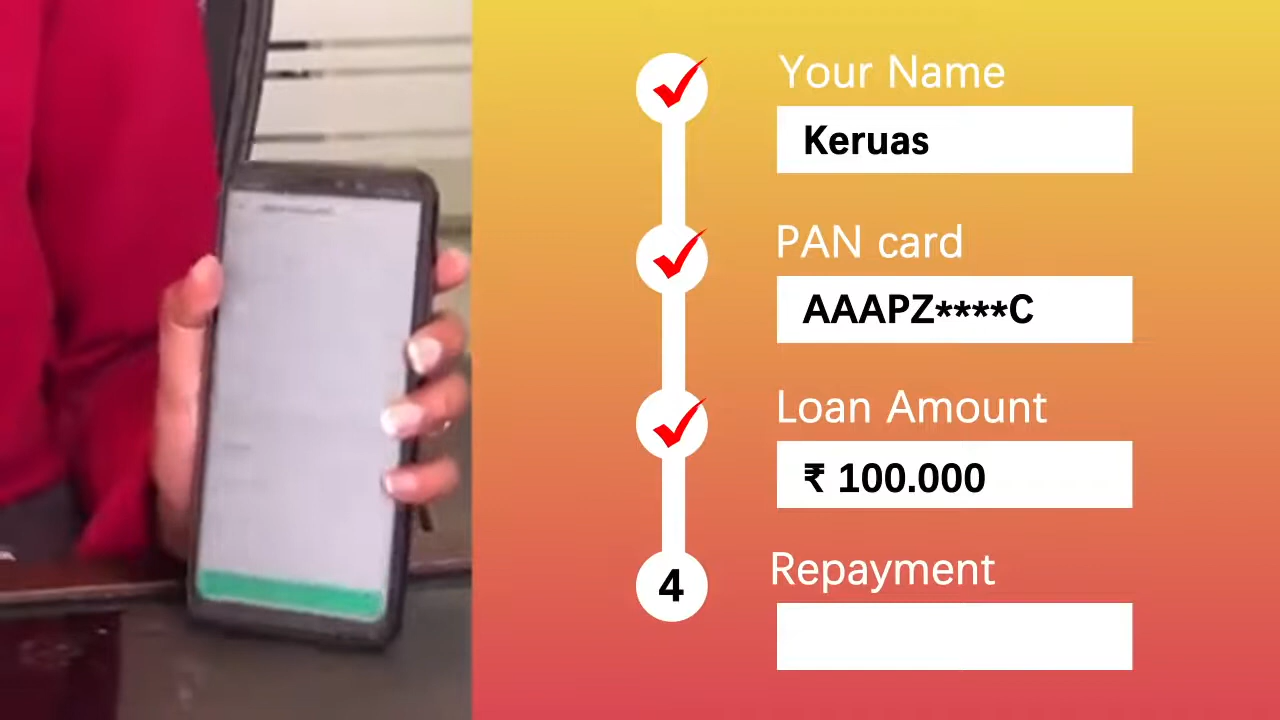 Your Name
Keruas
PAN card
AAAPZ****C
Loan Amount
₹ 100.000
4
Repayment